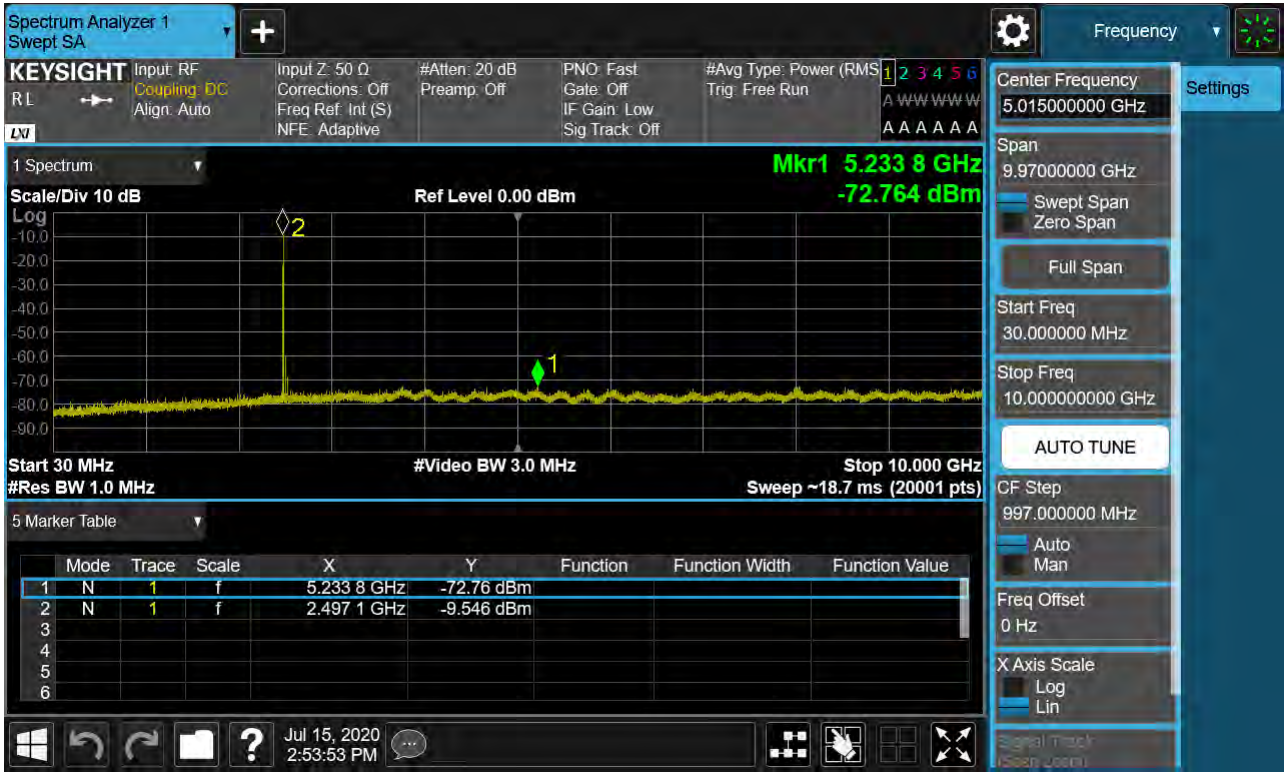 Spectrum Analyzer 1
Swept SA
+
Frequency
KEYSIGHT
RL
LXI
Input: RF
Coupling: DC
Align: Auto
Input Z: 50 Ω
Corrections: Off
Freq Ref: Int (S)
NFE: Adaptive
#Atten: 20 dB
Preamp: Off
PNO: Fast
Gate: Off
IF Gain: Low
Sig Track: Off
#Avg Type: Power (RMS
Trig: Free Run
1 2 3 4 5 6
A W W W W W
A A A A A A
1 Spectrum
Mkr1 5.233 8 GHz
-72.764 dBm
Scale/Div 10 dB
Ref Level 0.00 dBm
Log
-10.0
-20.0
-30.0
-40.0
-50.0
-60.0
-70.0
-80.0
-90.0
2
1
Start 30 MHz
#Video BW 3.0 MHz
Stop 10.000 GHz
#Res BW 1.0 MHz
Sweep ~18.7 ms (20001 pts)
5 Marker Table
Mode Trace Scale X Y Function Function Width Function Value
1 N 1 f 5.233 8 GHz -72.76 dBm
2 N 1 f 2.497 1 GHz -9.546 dBm
3
4
5
6
Jul 15, 2020
2:53:53 PM
?
Center Frequency
5.015000000 GHz
Settings
Span
9.97000000 GHz
Swept Span
Zero Span
Full Span
Start Freq
30.000000 MHz
Stop Freq
10.000000000 GHz
AUTO TUNE
CF Step
997.000000 MHz
Auto
Man
Freq Offset
0 Hz
X Axis Scale
Log
Lin
Signal Track
(Span Zoom)